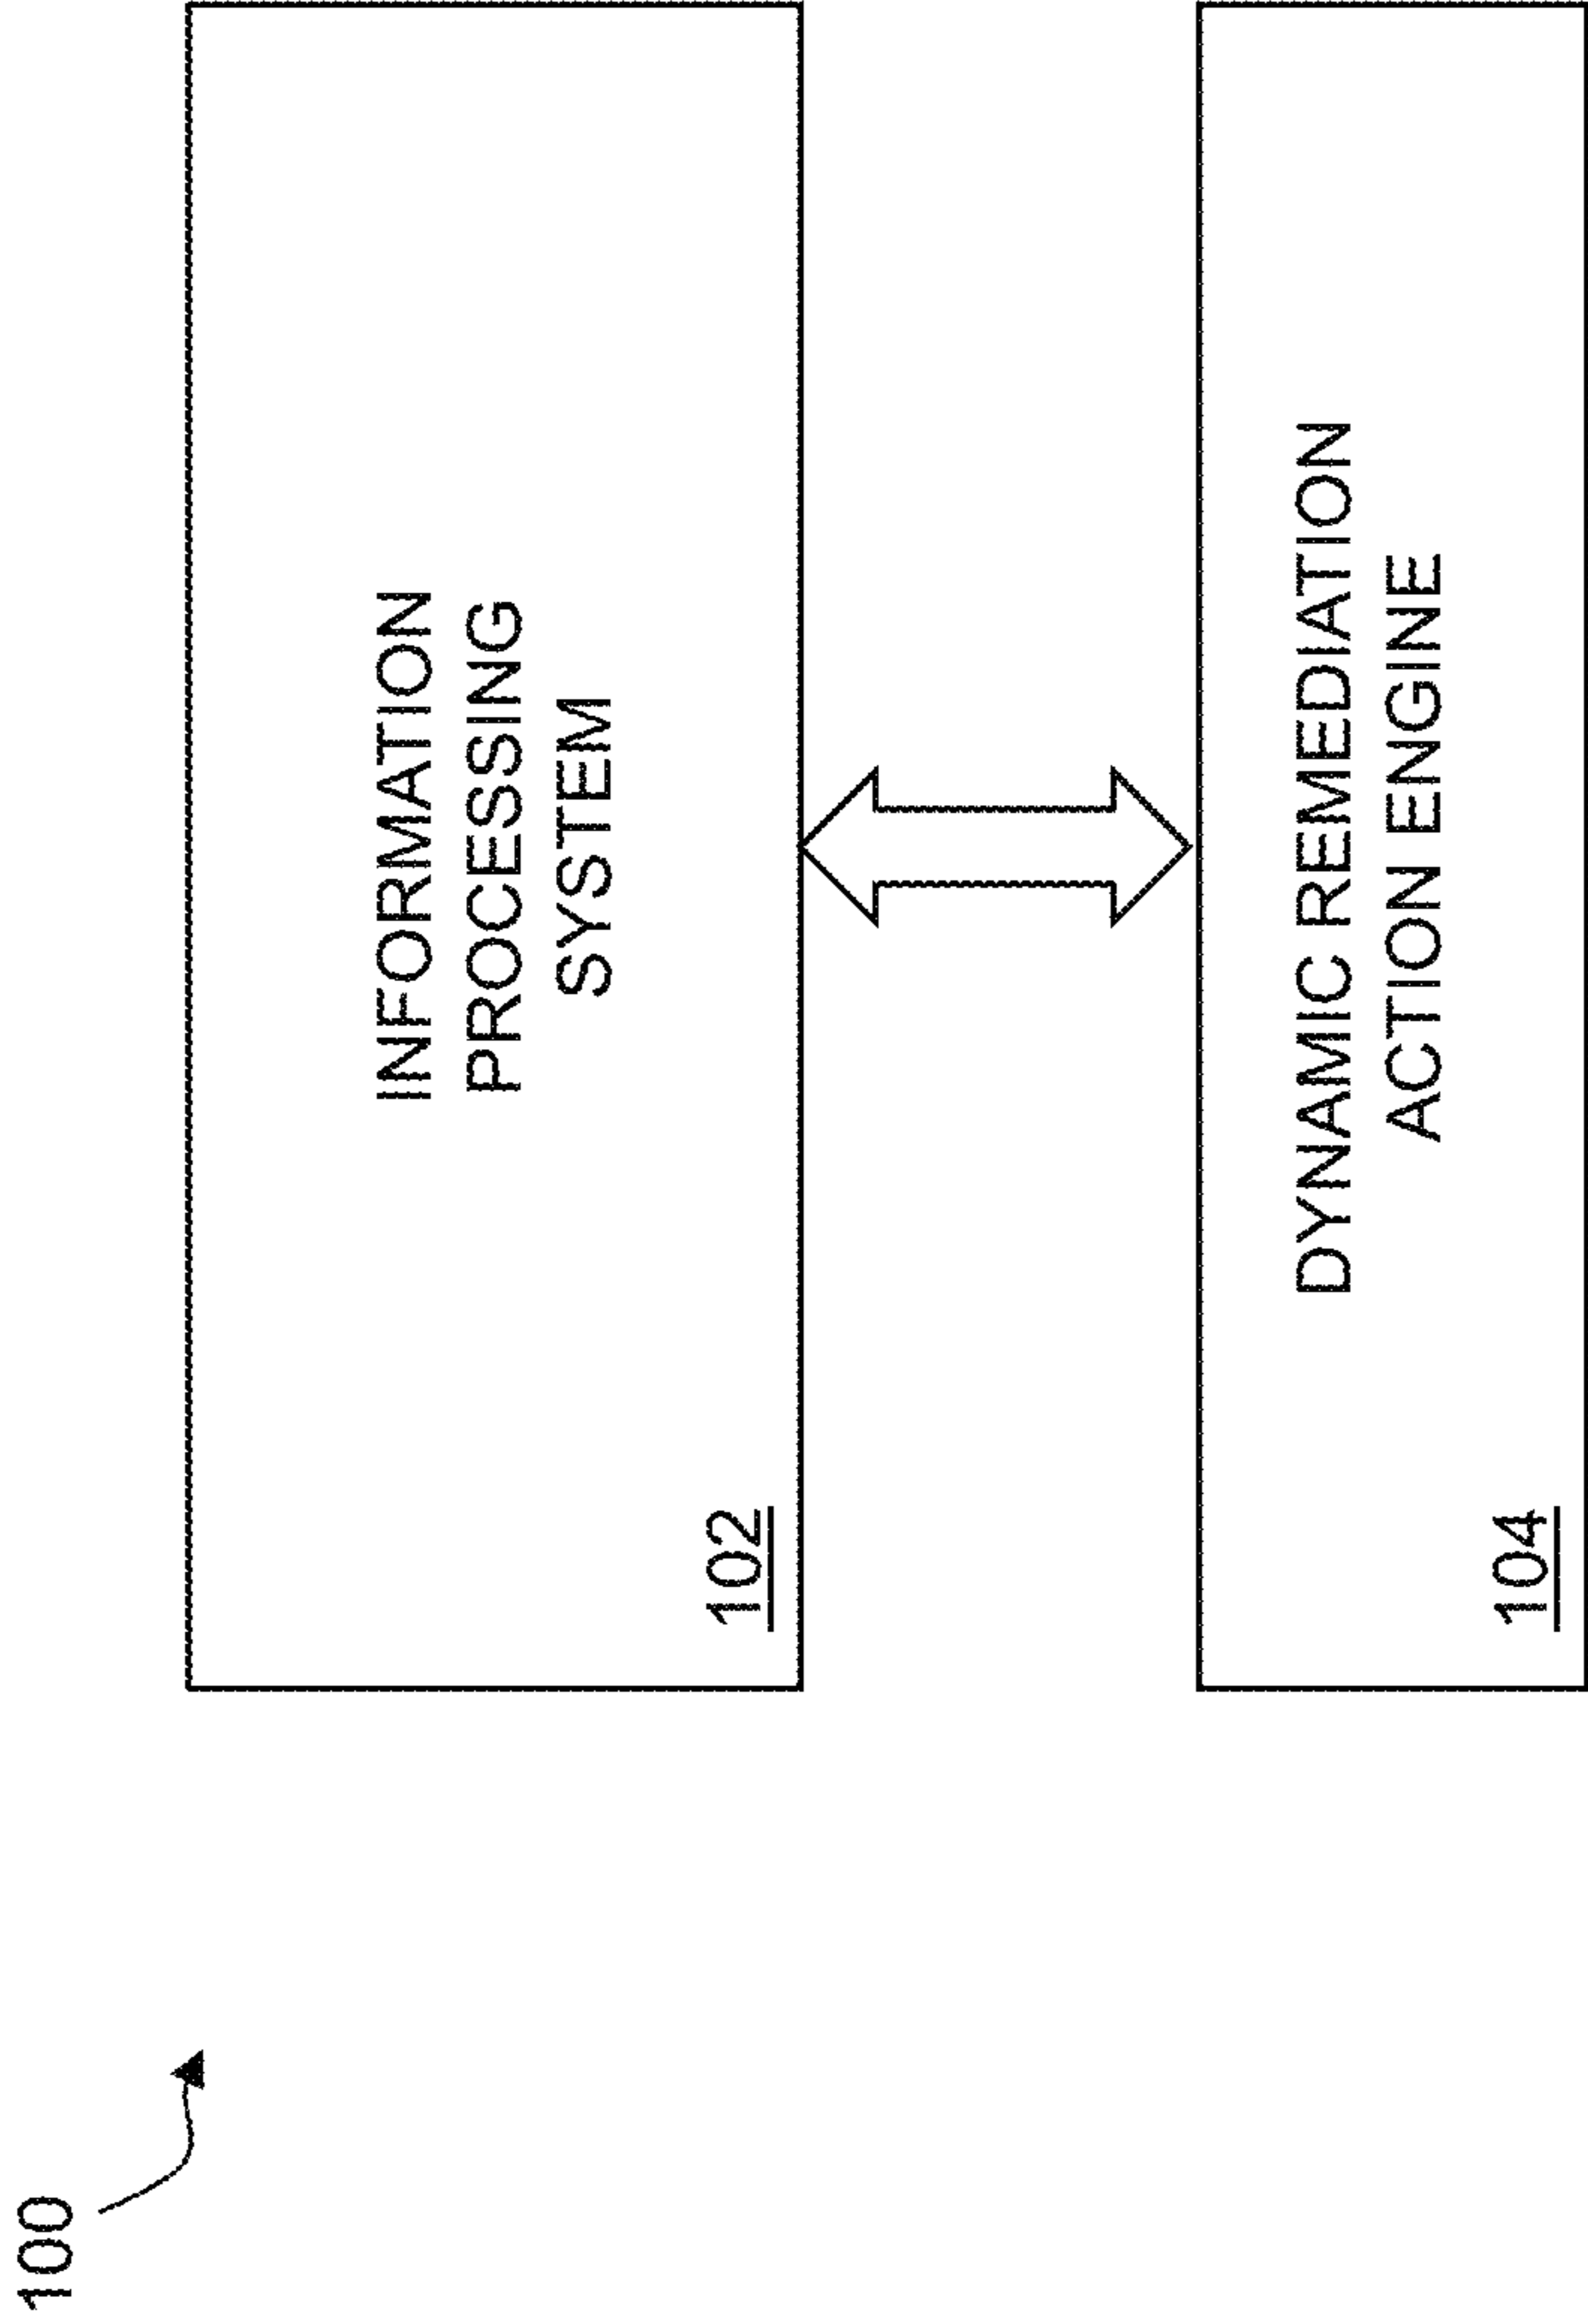 100
INFORMATION
PROCESSING
SYSTEM
102
DYNAMIC REMEDIATION
ACTION ENGINE
104